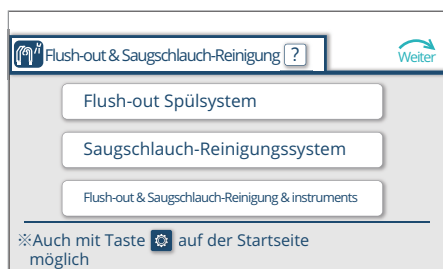 Flush-out & Saugschlauch-Reinigung ?
Weiter
Flush-out Spülsystem
Saugschlauch-Reinigungssystem
Flush-out & Saugschlauch-Reinigung & instruments
※Auch mit Taste auf der Startseite
möglich